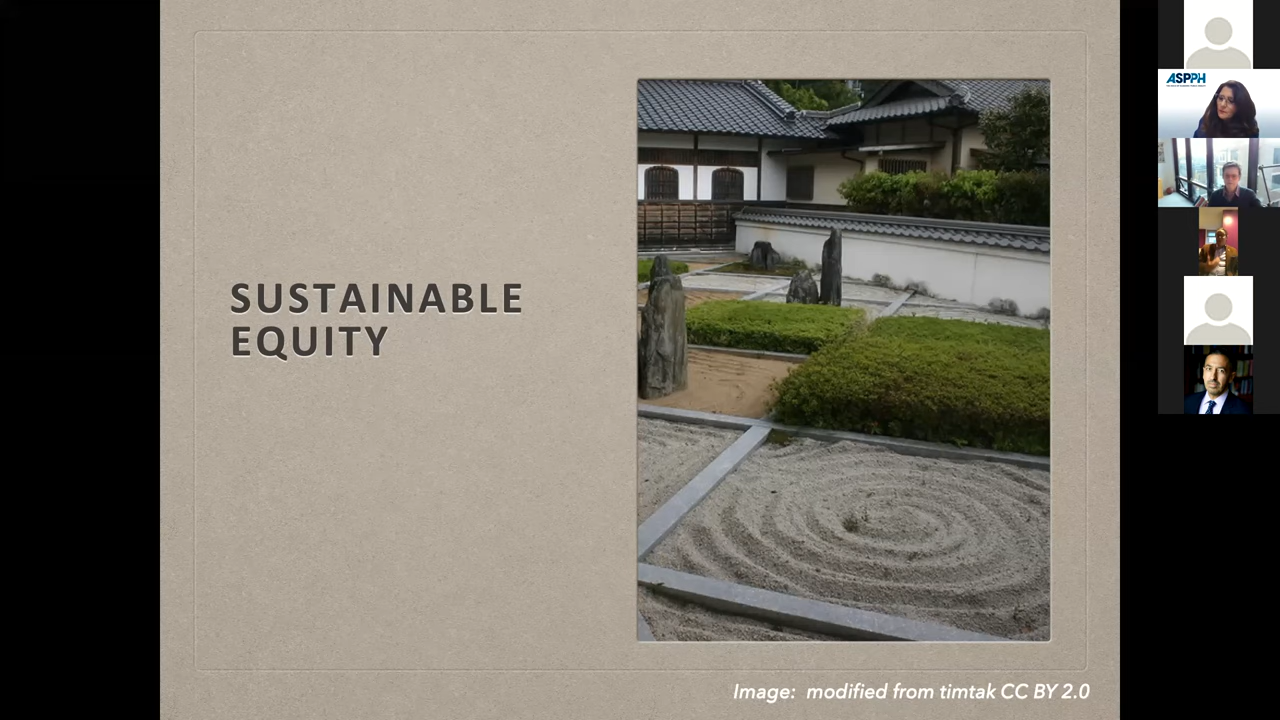 SUSTAINABLE
EQUITY
Image: modified from timtak CC BY 2.0
ASPPH